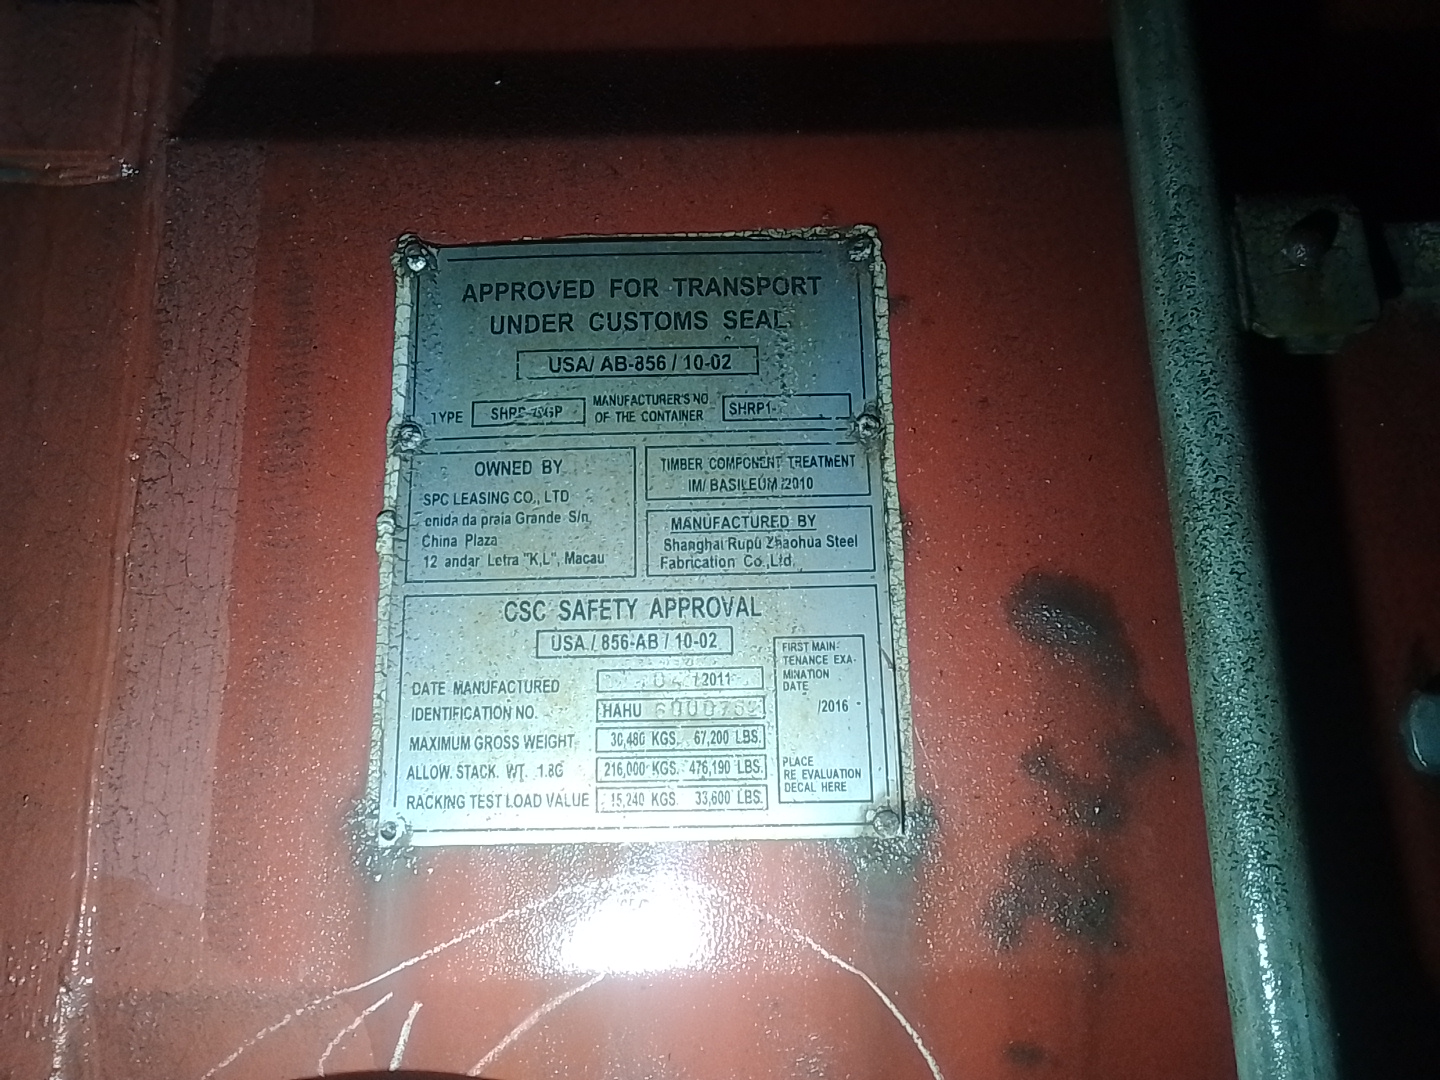 APPROVED FOR TRANSPORT
UNDER CUSTOMS SEAL
USA/ AB-856 / 10-02
TYPE
MANUFACTURER'S NO.
OF THE CONTAINER
SHRP1-
OWNED BY
SPC LEASING CO., LTD
enida da praia Grande S/n,
China Plaza
12 andar Letra "K,L", Macau
TIMBER COMPONENT TREATMENT
IM/ BASILEUM /2010
MANUFACTURED BY
Shanghai Rupu Zhaohua Steel
Fabrication Co.,Ltd,
CSC SAFETY APPROVAL
USA / 856-AB / 10-02
DATE MANUFACTURED 04 /2011
IDENTIFICATION NO. HAHU
MAXIMUM GROSS WEIGHT 30,480 KGS. 67,200 LBS.
ALLOW. STACK. WT. 1.8G 216,000 KGS. 476,190 LBS.
RACKING TEST LOAD VALUE 15,240 KGS. 33,600 LBS.
FIRST MAIN-
TENANCE EXA-
MINATION
DATE
/2016
PLACE
RE EVALUATION
DECAL HERE